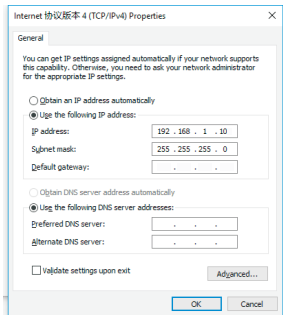 Internet 协议版本 4 (TCP/IPv4) Properties
General
You can get IP settings assigned automatically if your network supports
this capability. Otherwise, you need to ask your network administrator
for the appropriate IP settings.
Obtain an IP address automatically
Use the following IP address:
IP address: 192 . 168 . 1 . 10
Subnet mask: 255 . 255 . 255 . 0
Default gateway: . . .
Obtain DNS server address automatically
Use the following DNS server addresses:
Preferred DNS server: . . .
Alternate DNS server: . . .
Validate settings upon exit
Advanced...
OK Cancel